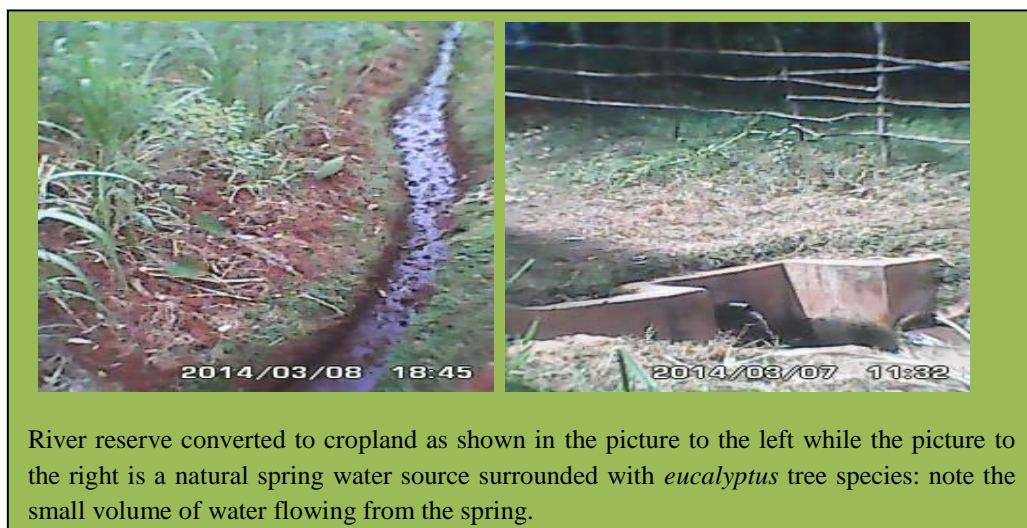 2014/03/08 18:45
2014/03/07 11:32
River reserve converted to cropland as shown in the picture to the left while the picture to
the right is a natural spring water source surrounded with eucalyptus tree species: note the
small volume of water flowing from the spring.